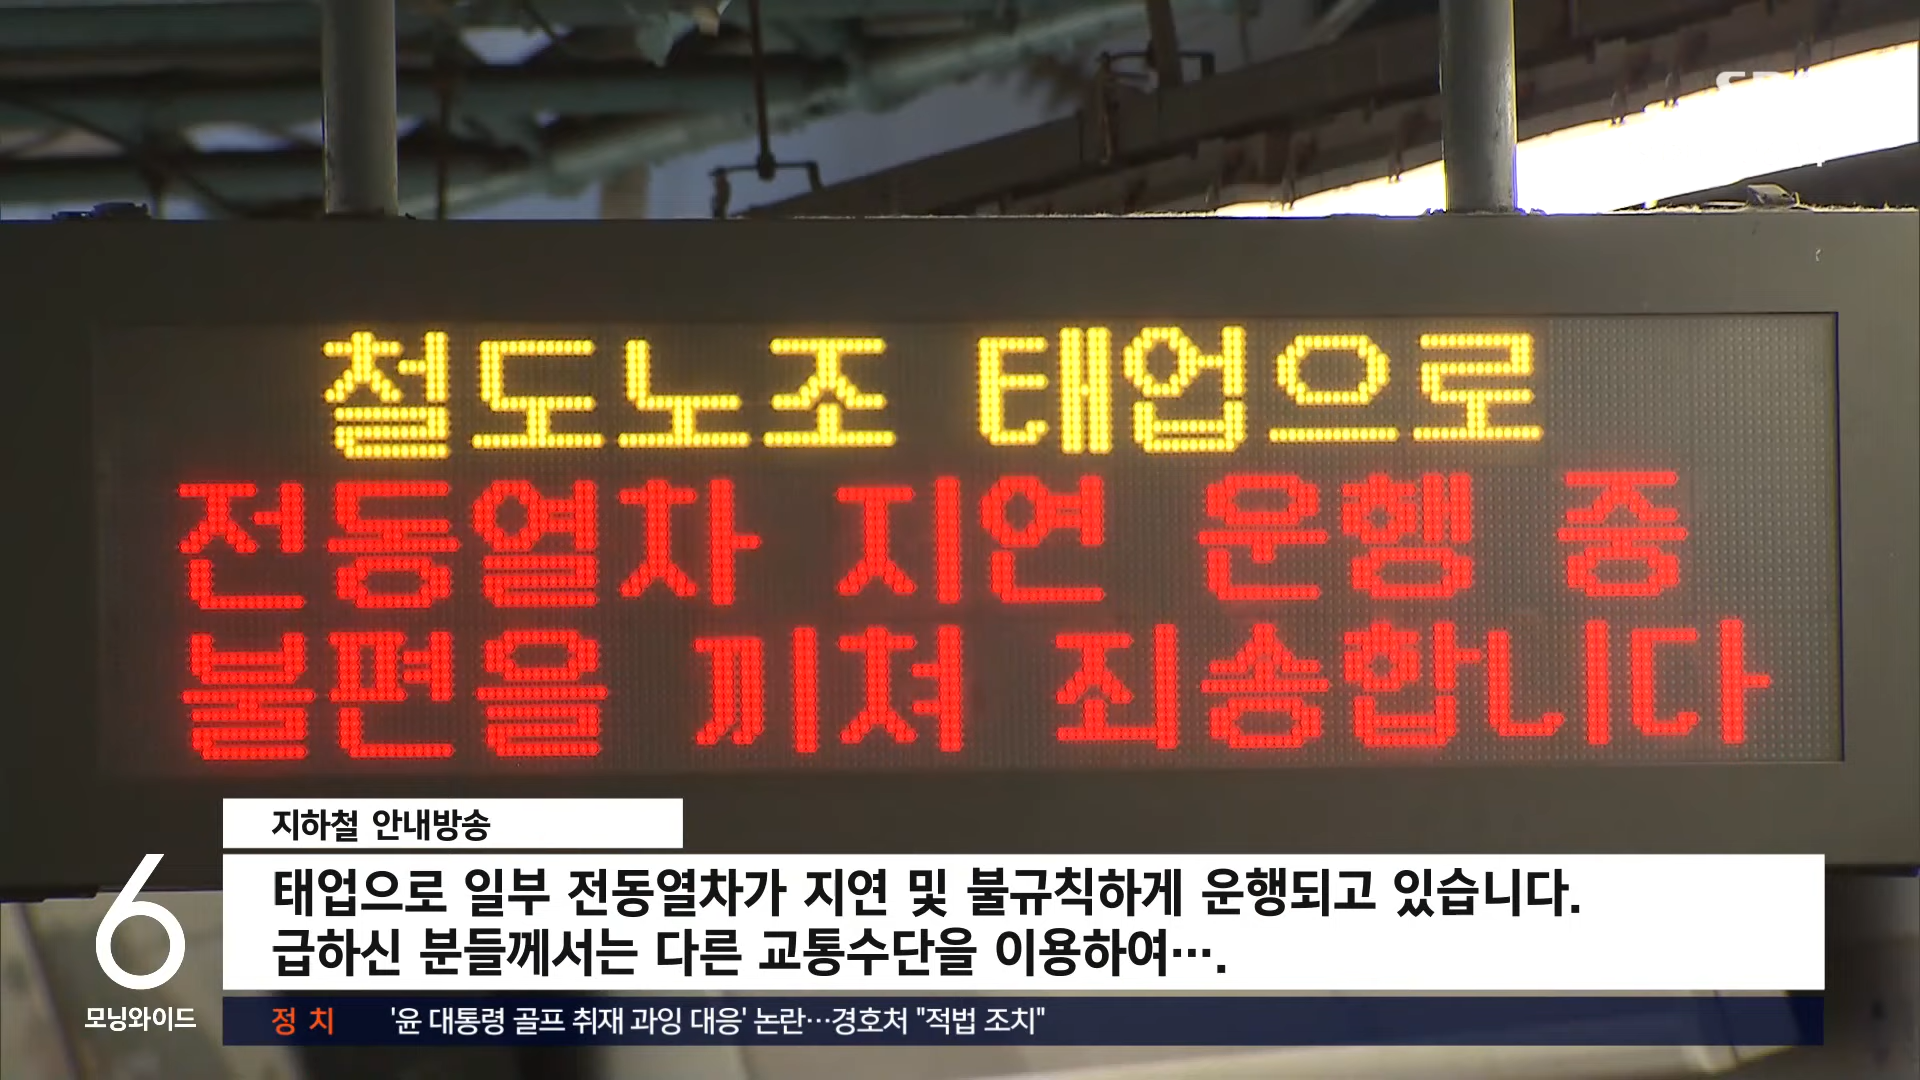 철도노조 태업으로
전동열차 지연 운행 중
불편을 끼쳐 죄송합니다
지하철 안내방송
태업으로 일부 전동열차가 지연 및 불규칙하게 운행되고 있습니다.
급하신 분들께서는 다른 교통수단을 이용하여….
6
모닝와이드
정치 '윤 대통령 골프 취재 과잉 대응' 논란…경호처 "적법 조치"